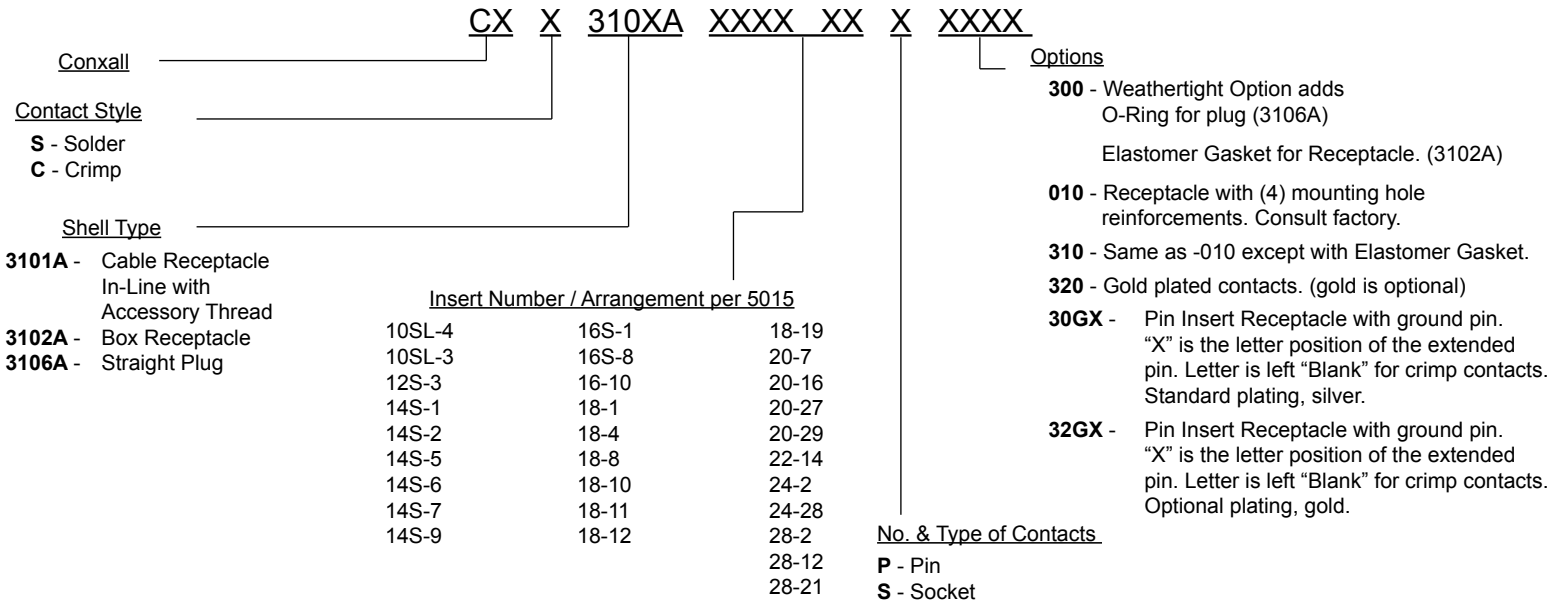 CX X 310XA XXXX XX X XXXX
Conxall
Contact Style
S - Solder
C - Crimp
Shell Type
3101A - Cable Receptacle
In-Line with
Accessory Thread
3102A - Box Receptacle
3106A - Straight Plug
Insert Number / Arrangement per 5015
10SL-4 16S-1 18-19
10SL-3 16S-8 20-7
12S-3 16-10 20-16
14S-1 18-1 20-27
14S-2 18-4 20-29
14S-5 18-8 22-14
14S-6 18-10 24-2
14S-7 18-11 24-28
14S-9 18-12 28-2
28-12
28-21
No. & Type of Contacts
P - Pin
S - Socket
Options
300 - Weathertight Option adds
O-Ring for plug (3106A)
Elastomer Gasket for Receptacle. (3102A)
010 - Receptacle with (4) mounting hole
reinforcements. Consult factory.
310 - Same as -010 except with Elastomer Gasket.
320 - Gold plated contacts. (gold is optional)
30GX - Pin Insert Receptacle with ground pin.
“X” is the letter position of the extended
pin. Letter is left “Blank” for crimp contacts.
Standard plating, silver.
32GX - Pin Insert Receptacle with ground pin.
“X” is the letter position of the extended
pin. Letter is left “Blank” for crimp contacts.
Optional plating, gold.